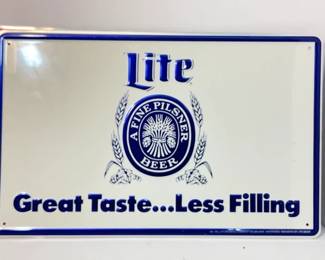 Lite
A FINE PILSNER
BEER
Great Taste...Less Filling